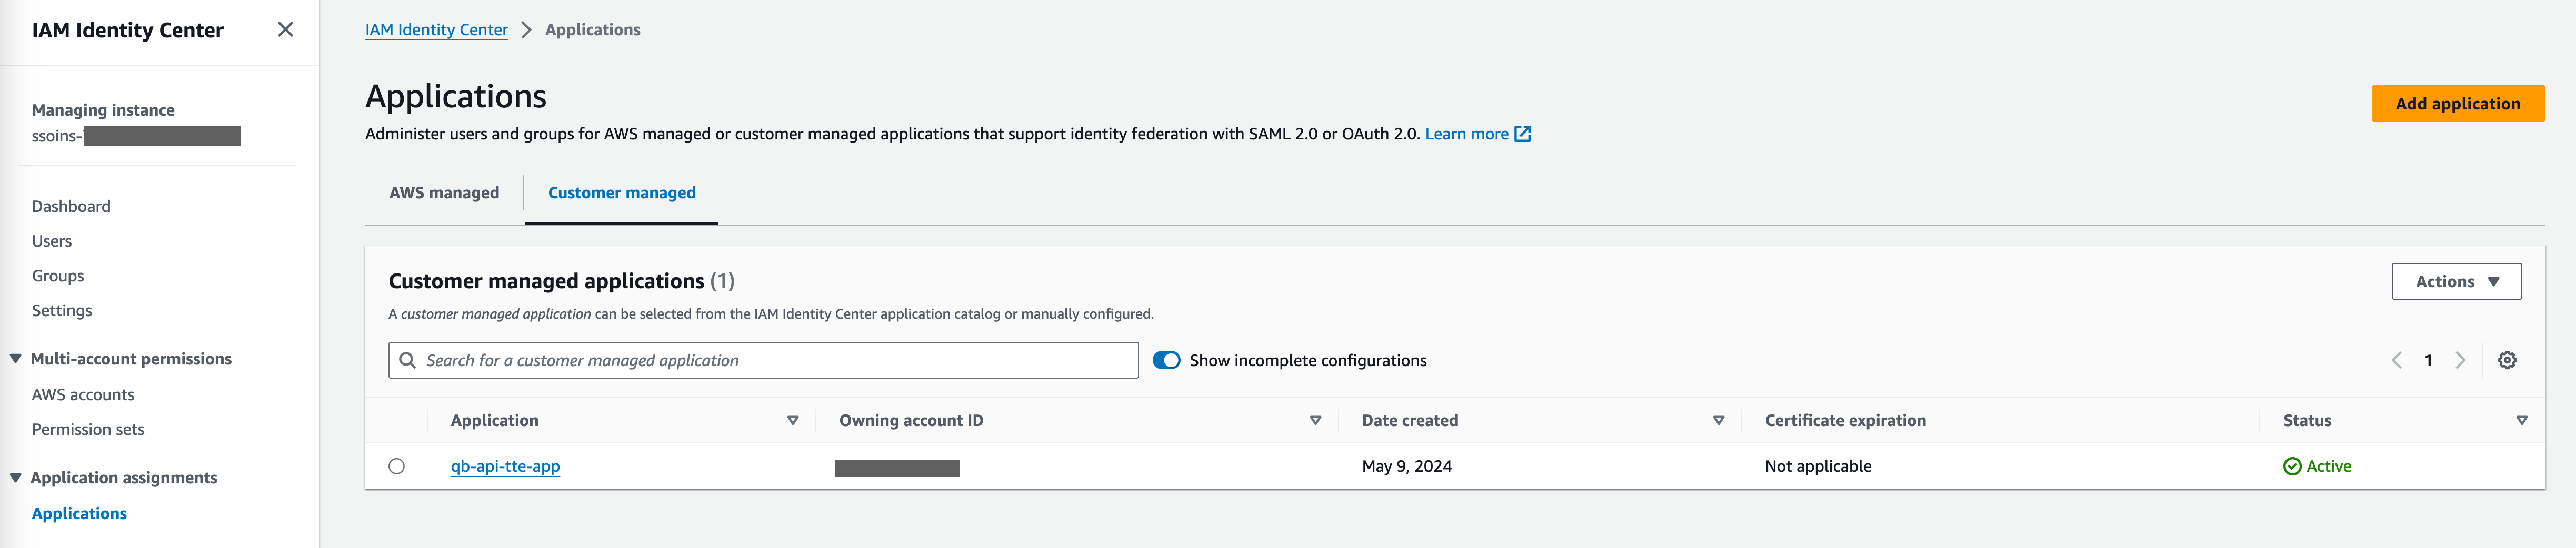 IAM Identity Center
Managing instance
ssoins-
Dashboard
Users
Groups
Settings
Multi-account permissions
AWS accounts
Permission sets
Application assignments
Applications
IAM Identity Center > Applications
Applications
Add application
Administer users and groups for AWS managed or customer managed applications that support identity federation with SAML 2.0 or OAuth 2.0. Learn more
AWS managed Customer managed
Customer managed applications (1)
Actions
A customer managed application can be selected from the IAM Identity Center application catalog or manually configured.
Search for a customer managed application Show incomplete configurations 1
Application Owning account ID Date created Certificate expiration Status
qb-api-tte-app May 9, 2024 Not applicable Active